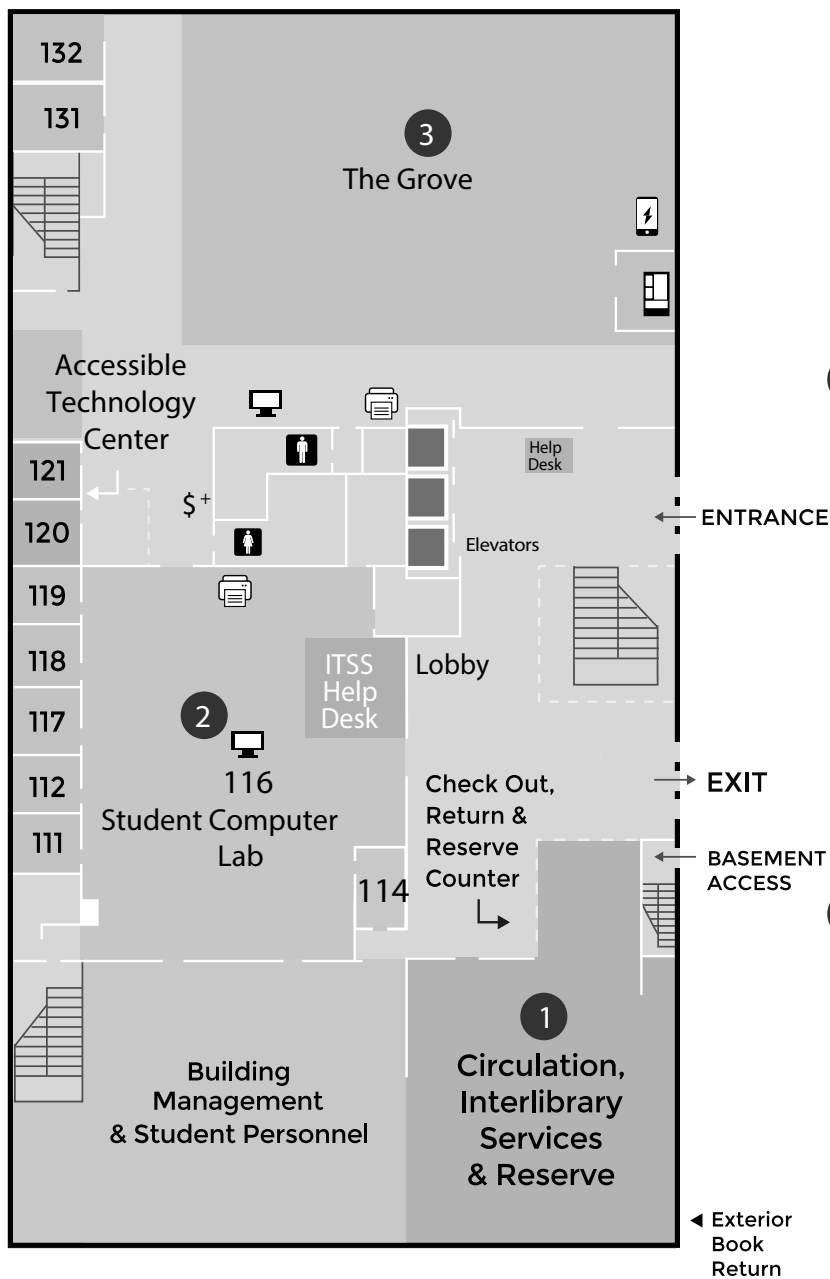 132
131
3
The Grove
Accessible
Technology
Center
Help
Desk
121
$+
ENTRANCE
120
Elevators
119
118
ITSS
Help
Desk
Lobby
117
2
112
116
Student Computer
Lab
111
114
Check Out,
Return &
Reserve
Counter
EXIT
BASEMENT
ACCESS
1
Circulation,
Interlibrary
Services
& Reserve
Building
Management
& Student Personnel
Exterior
Book
Return